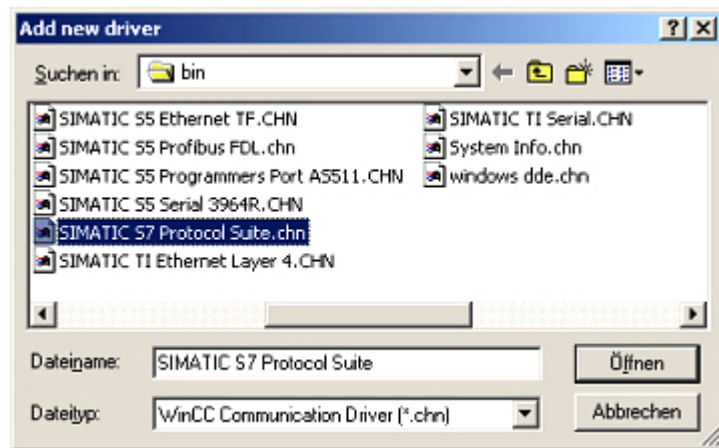 Add new driver
Suchen in: bin
SIMATIC S5 Ethernet TF.CHN
SIMATIC S5 Profibus FDL.chn
SIMATIC S5 Programmers Port AS511.CHN
SIMATIC S5 Serial 3964R.CHN
SIMATIC S7 Protocol Suite.chn
SIMATIC TI Ethernet Layer 4.CHN
SIMATIC TI Serial.CHN
System Info.chn
windows dde.chn
Dateiname: SIMATIC S7 Protocol Suite
Öffnen
Dateityp: WinCC Communication Driver (*.chn)
Abbrechen